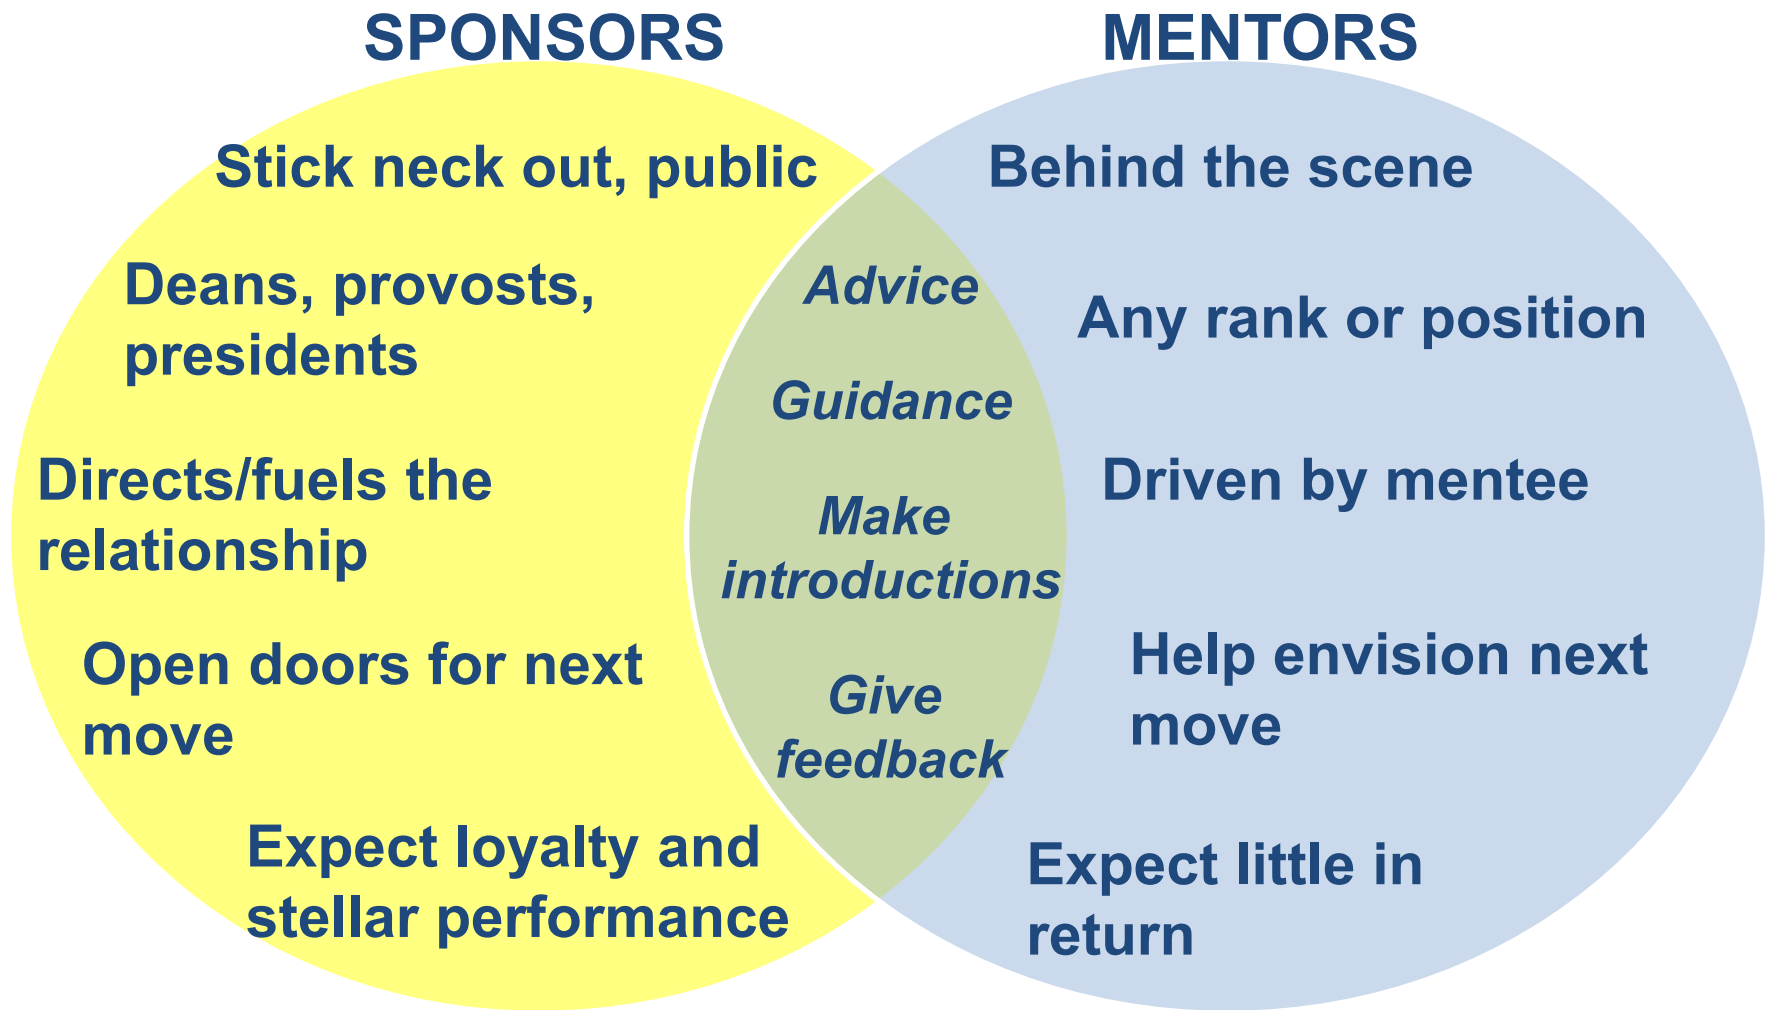 SPONSORS
MENTORS
Stick neck out, public
Deans, provosts,
presidents
Directs/fuels the
relationship
Open doors for next
move
Expect loyalty and
stellar performance
Advice
Guidance
Make
introductions
Give
feedback
Behind the scene
Any rank or position
Driven by mentee
Help envision next
move
Expect little in
return